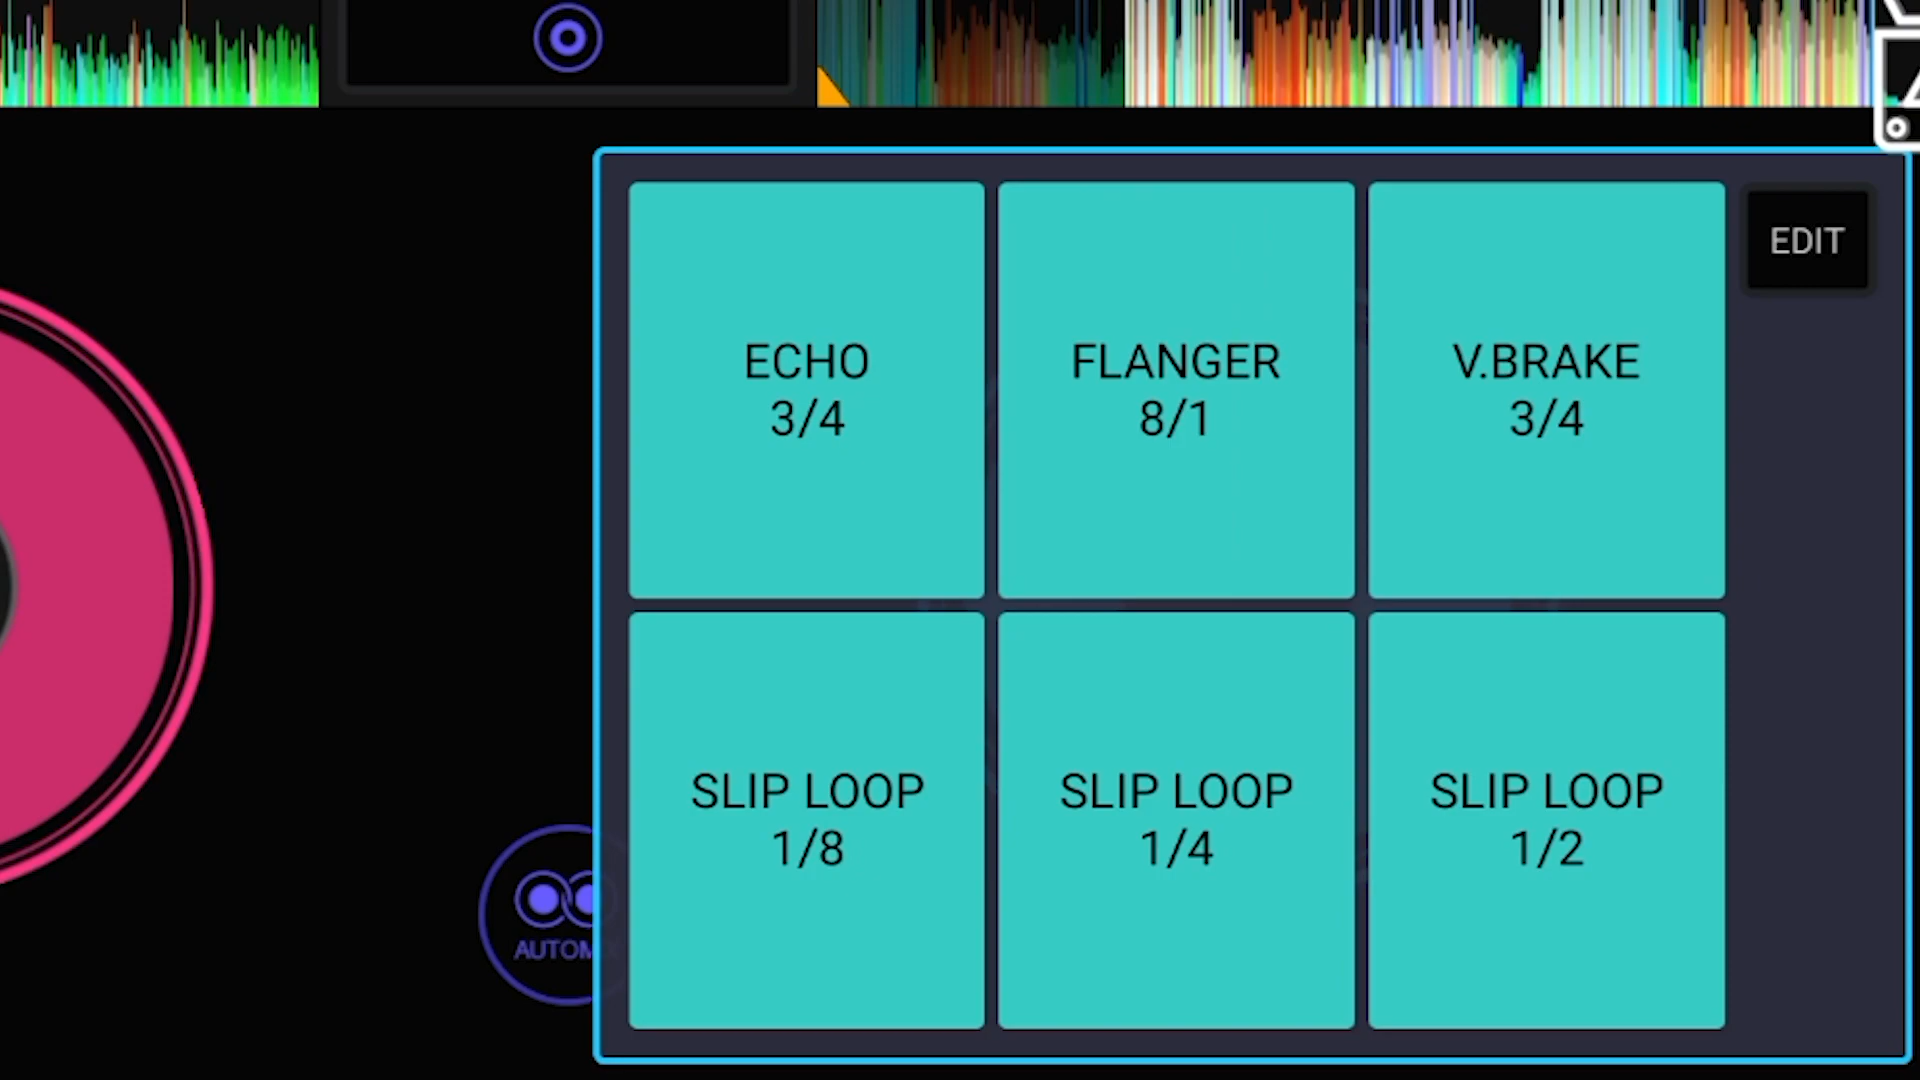 EDIT
ECHO
3/4
FLANGER
8/1
V.BRAKE
3/4
SLIP LOOP
1/8
SLIP LOOP
1/4
SLIP LOOP
1/2